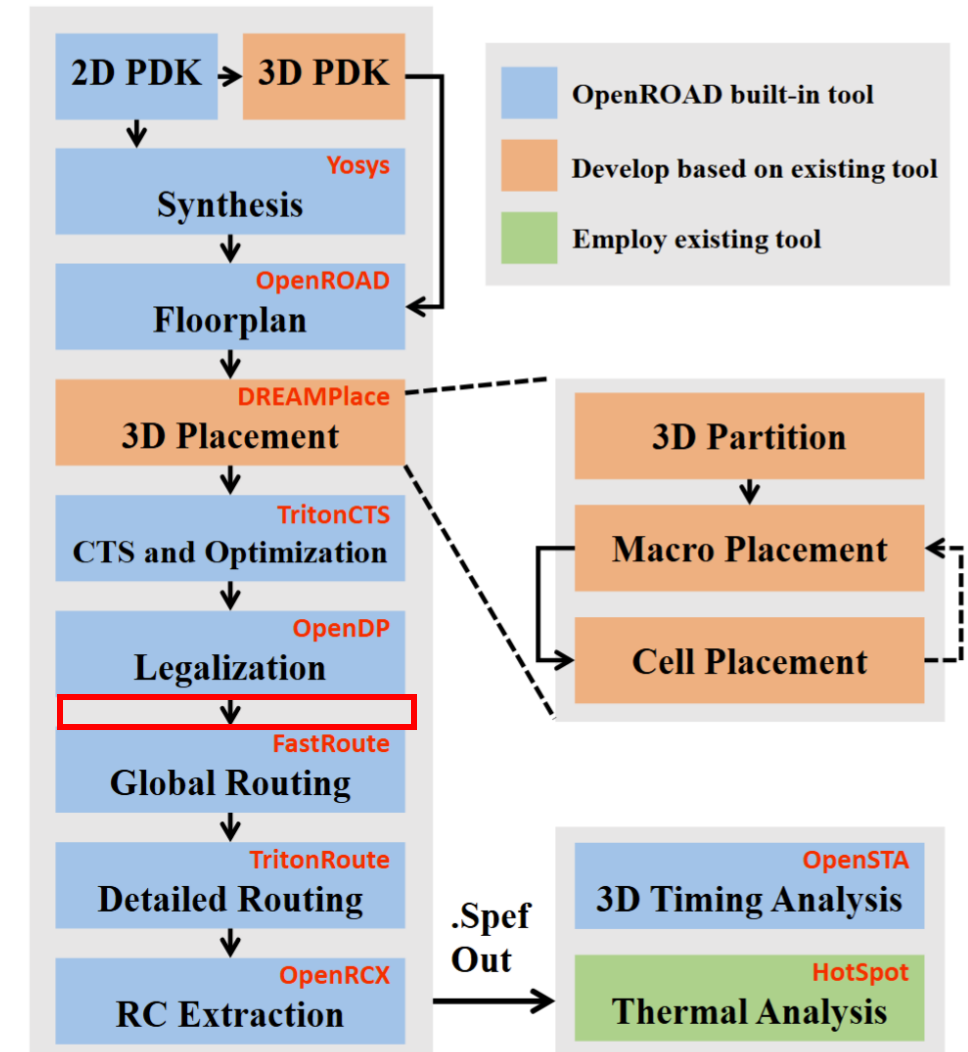 2D PDK
3D PDK
Yosys
Synthesis
OpenROAD
Floorplan
DREAMPlace
3D Placement
TritonCTS
CTS and Optimization
OpenDP
Legalization
FastRoute
Global Routing
TritonRoute
Detailed Routing
OpenRCX
RC Extraction
OpenROAD built-in tool
Develop based on existing tool
Employ existing tool
3D Partition
Macro Placement
Cell Placement
.Spef
Out
OpenSTA
3D Timing Analysis
HotSpot
Thermal Analysis